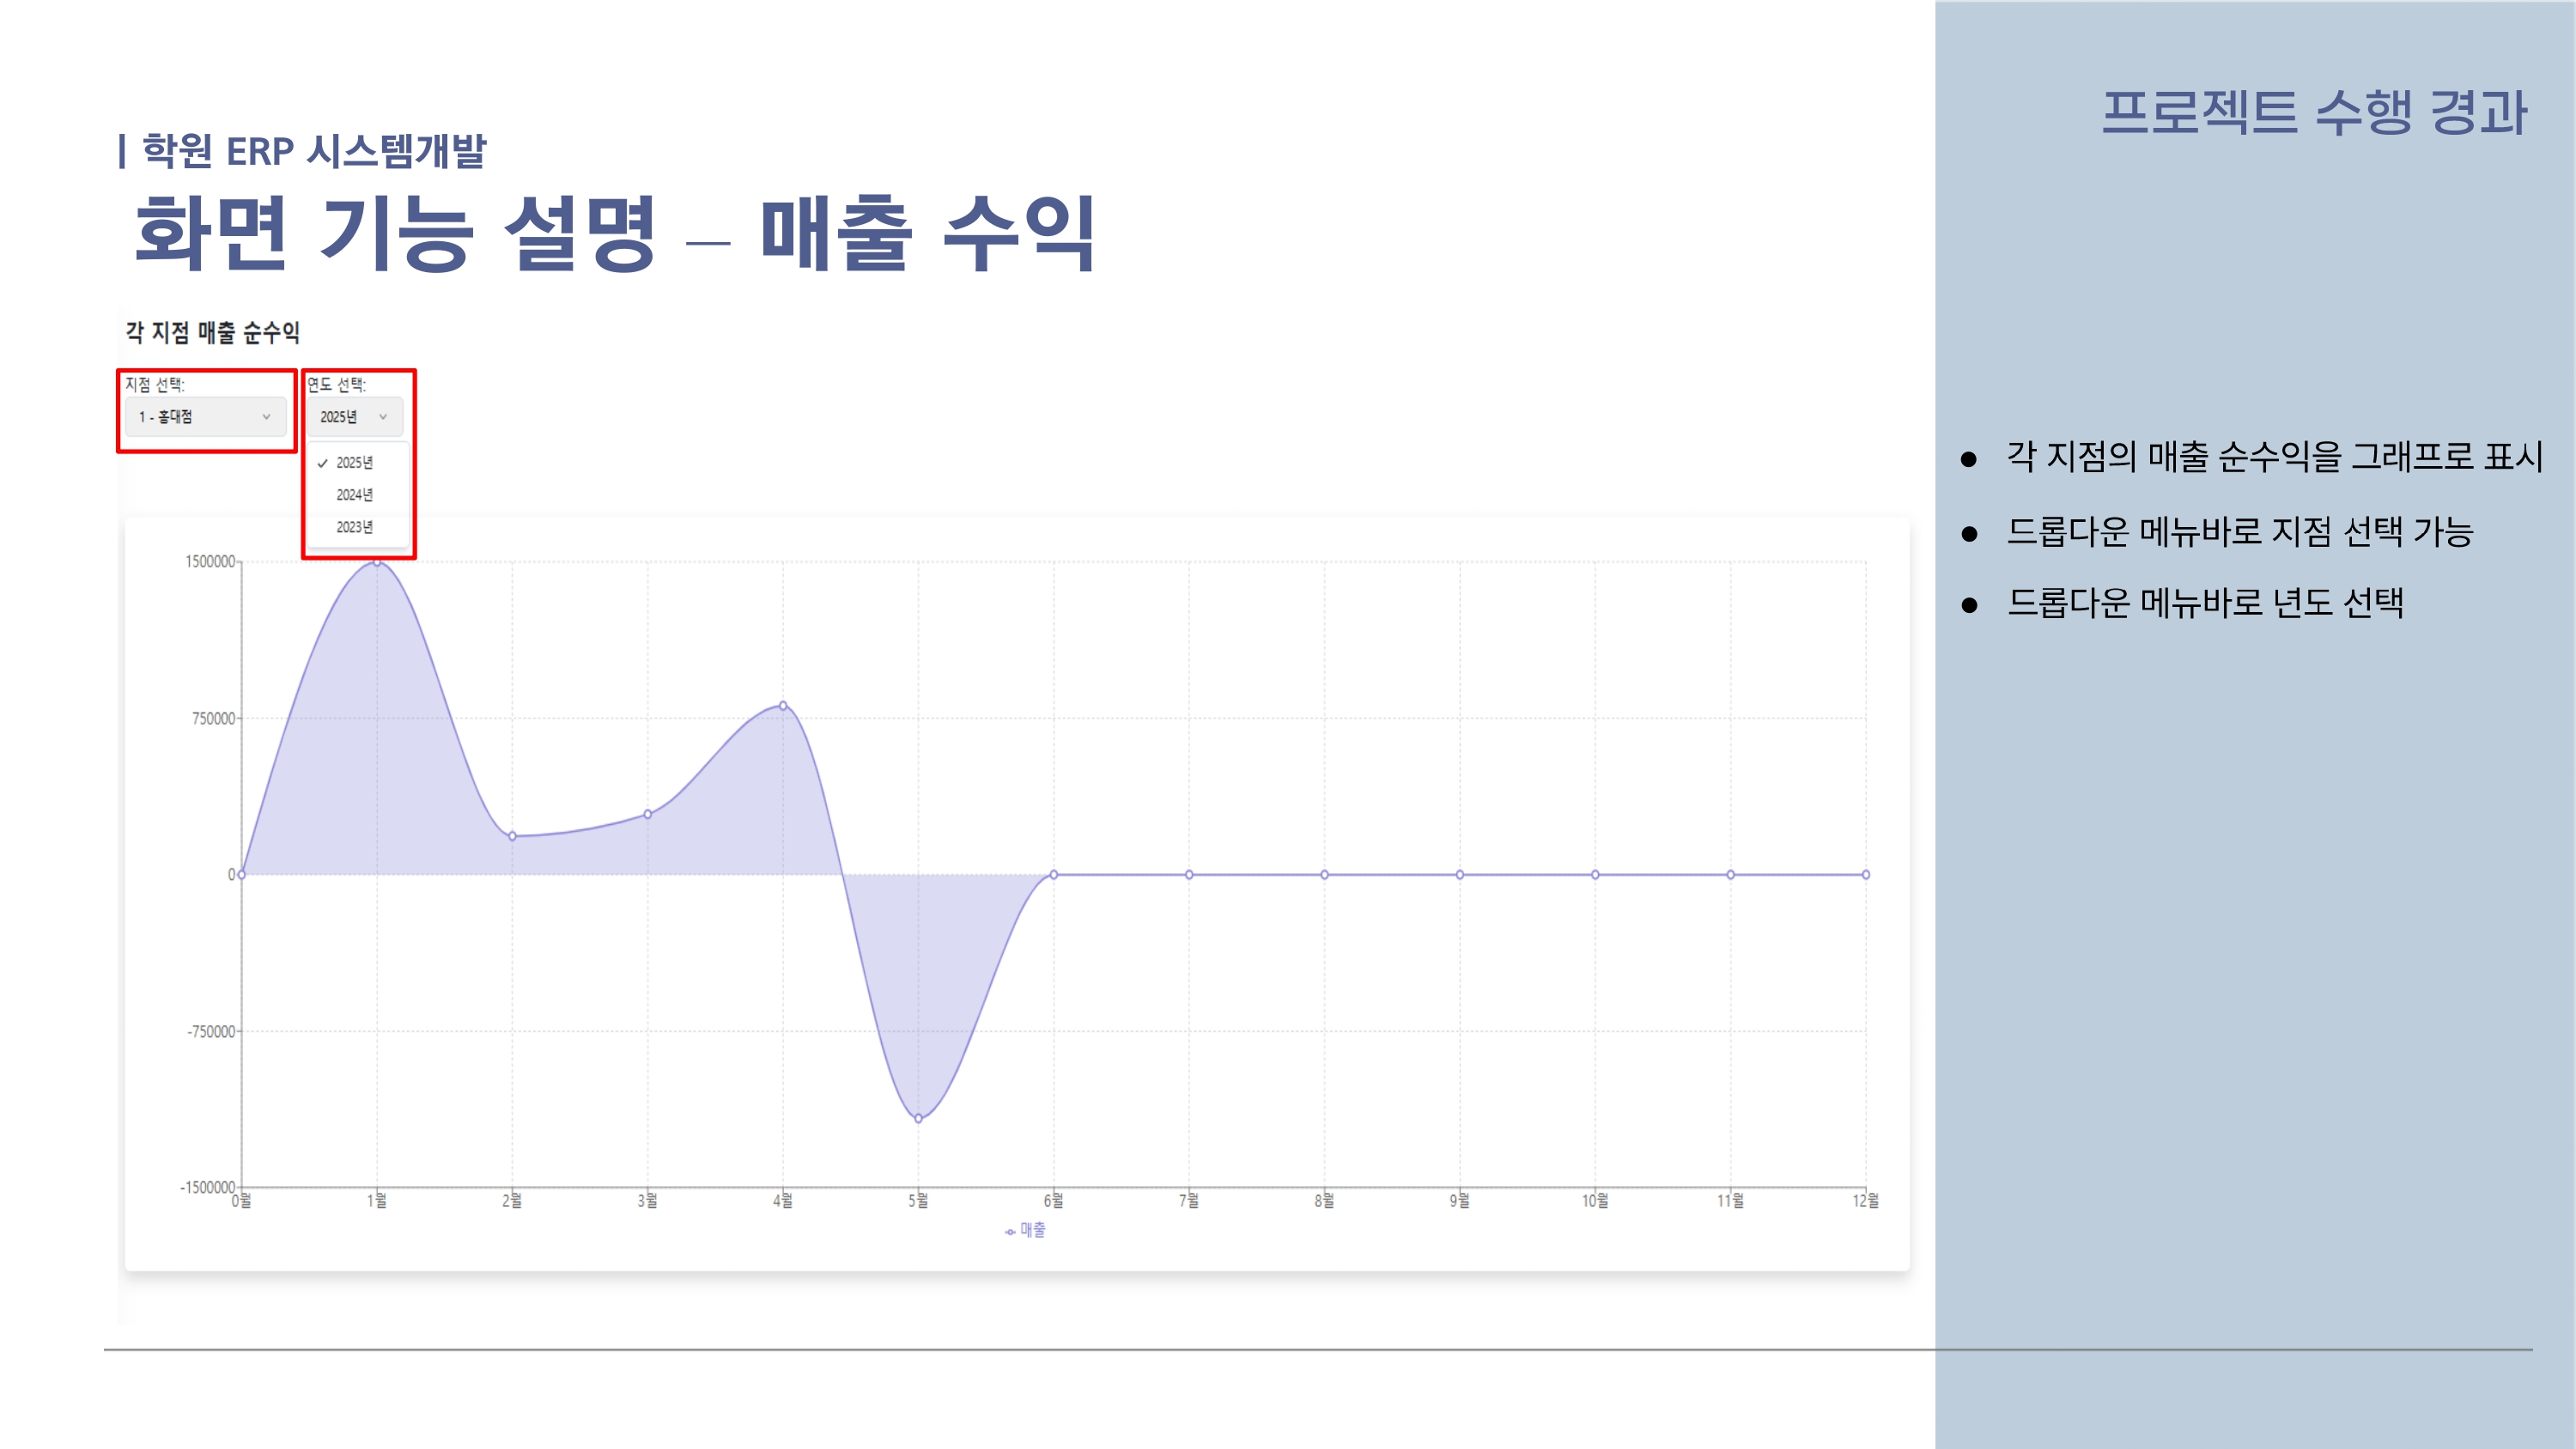 프로젝트 수행 경과
| 학원 ERP 시스템개발
화면 기능 설명 – 매출 수익
각 지점 매출 순수익
지점 선택: 연도 선택:
1 - 홍대점 2025년
✓ 2025년
2024년
2023년
1500000
750000
0
-750000
-1500000
0월 1월 2월 3월 4월 5월 6월 7월 8월 9월 10월 11월 12월
매출
● 각 지점의 매출 순수익을 그래프로 표시
● 드롭다운 메뉴바로 지점 선택 가능
● 드롭다운 메뉴바로 년도 선택